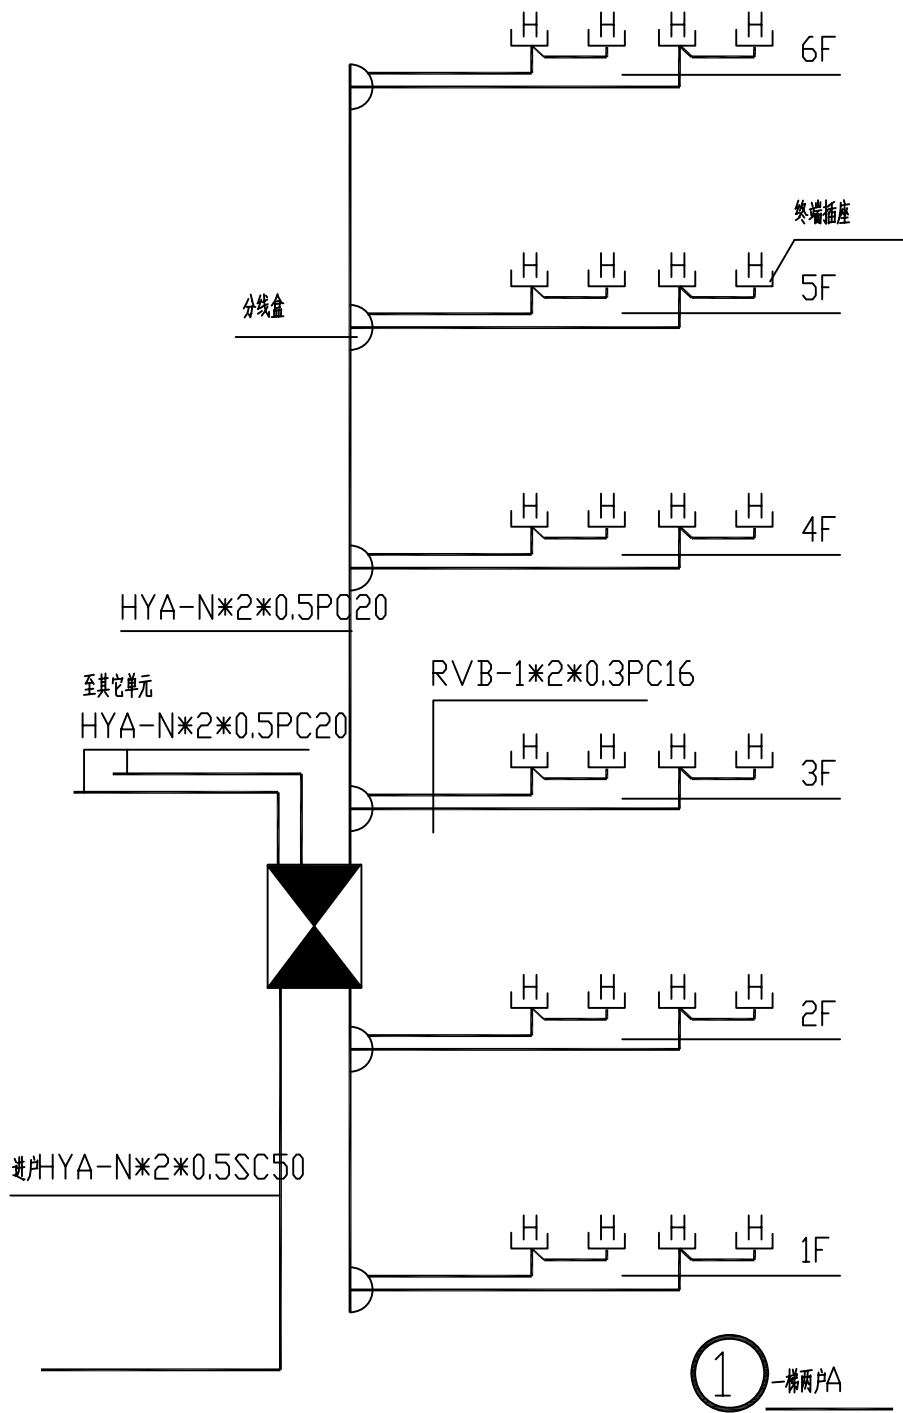 H H H H
6F
终端插座
H H H H
5F
分线盒
H H H H
4F
HYA-N*2*0.5PC20
RVB-1*2*0.3PC16
至其它单元
HYA-N*2*0.5PC20
H H H H
3F
H H H H
2F
进户HYA-N*2*0.5SC50
H H H H
1F
1
一梯两户A